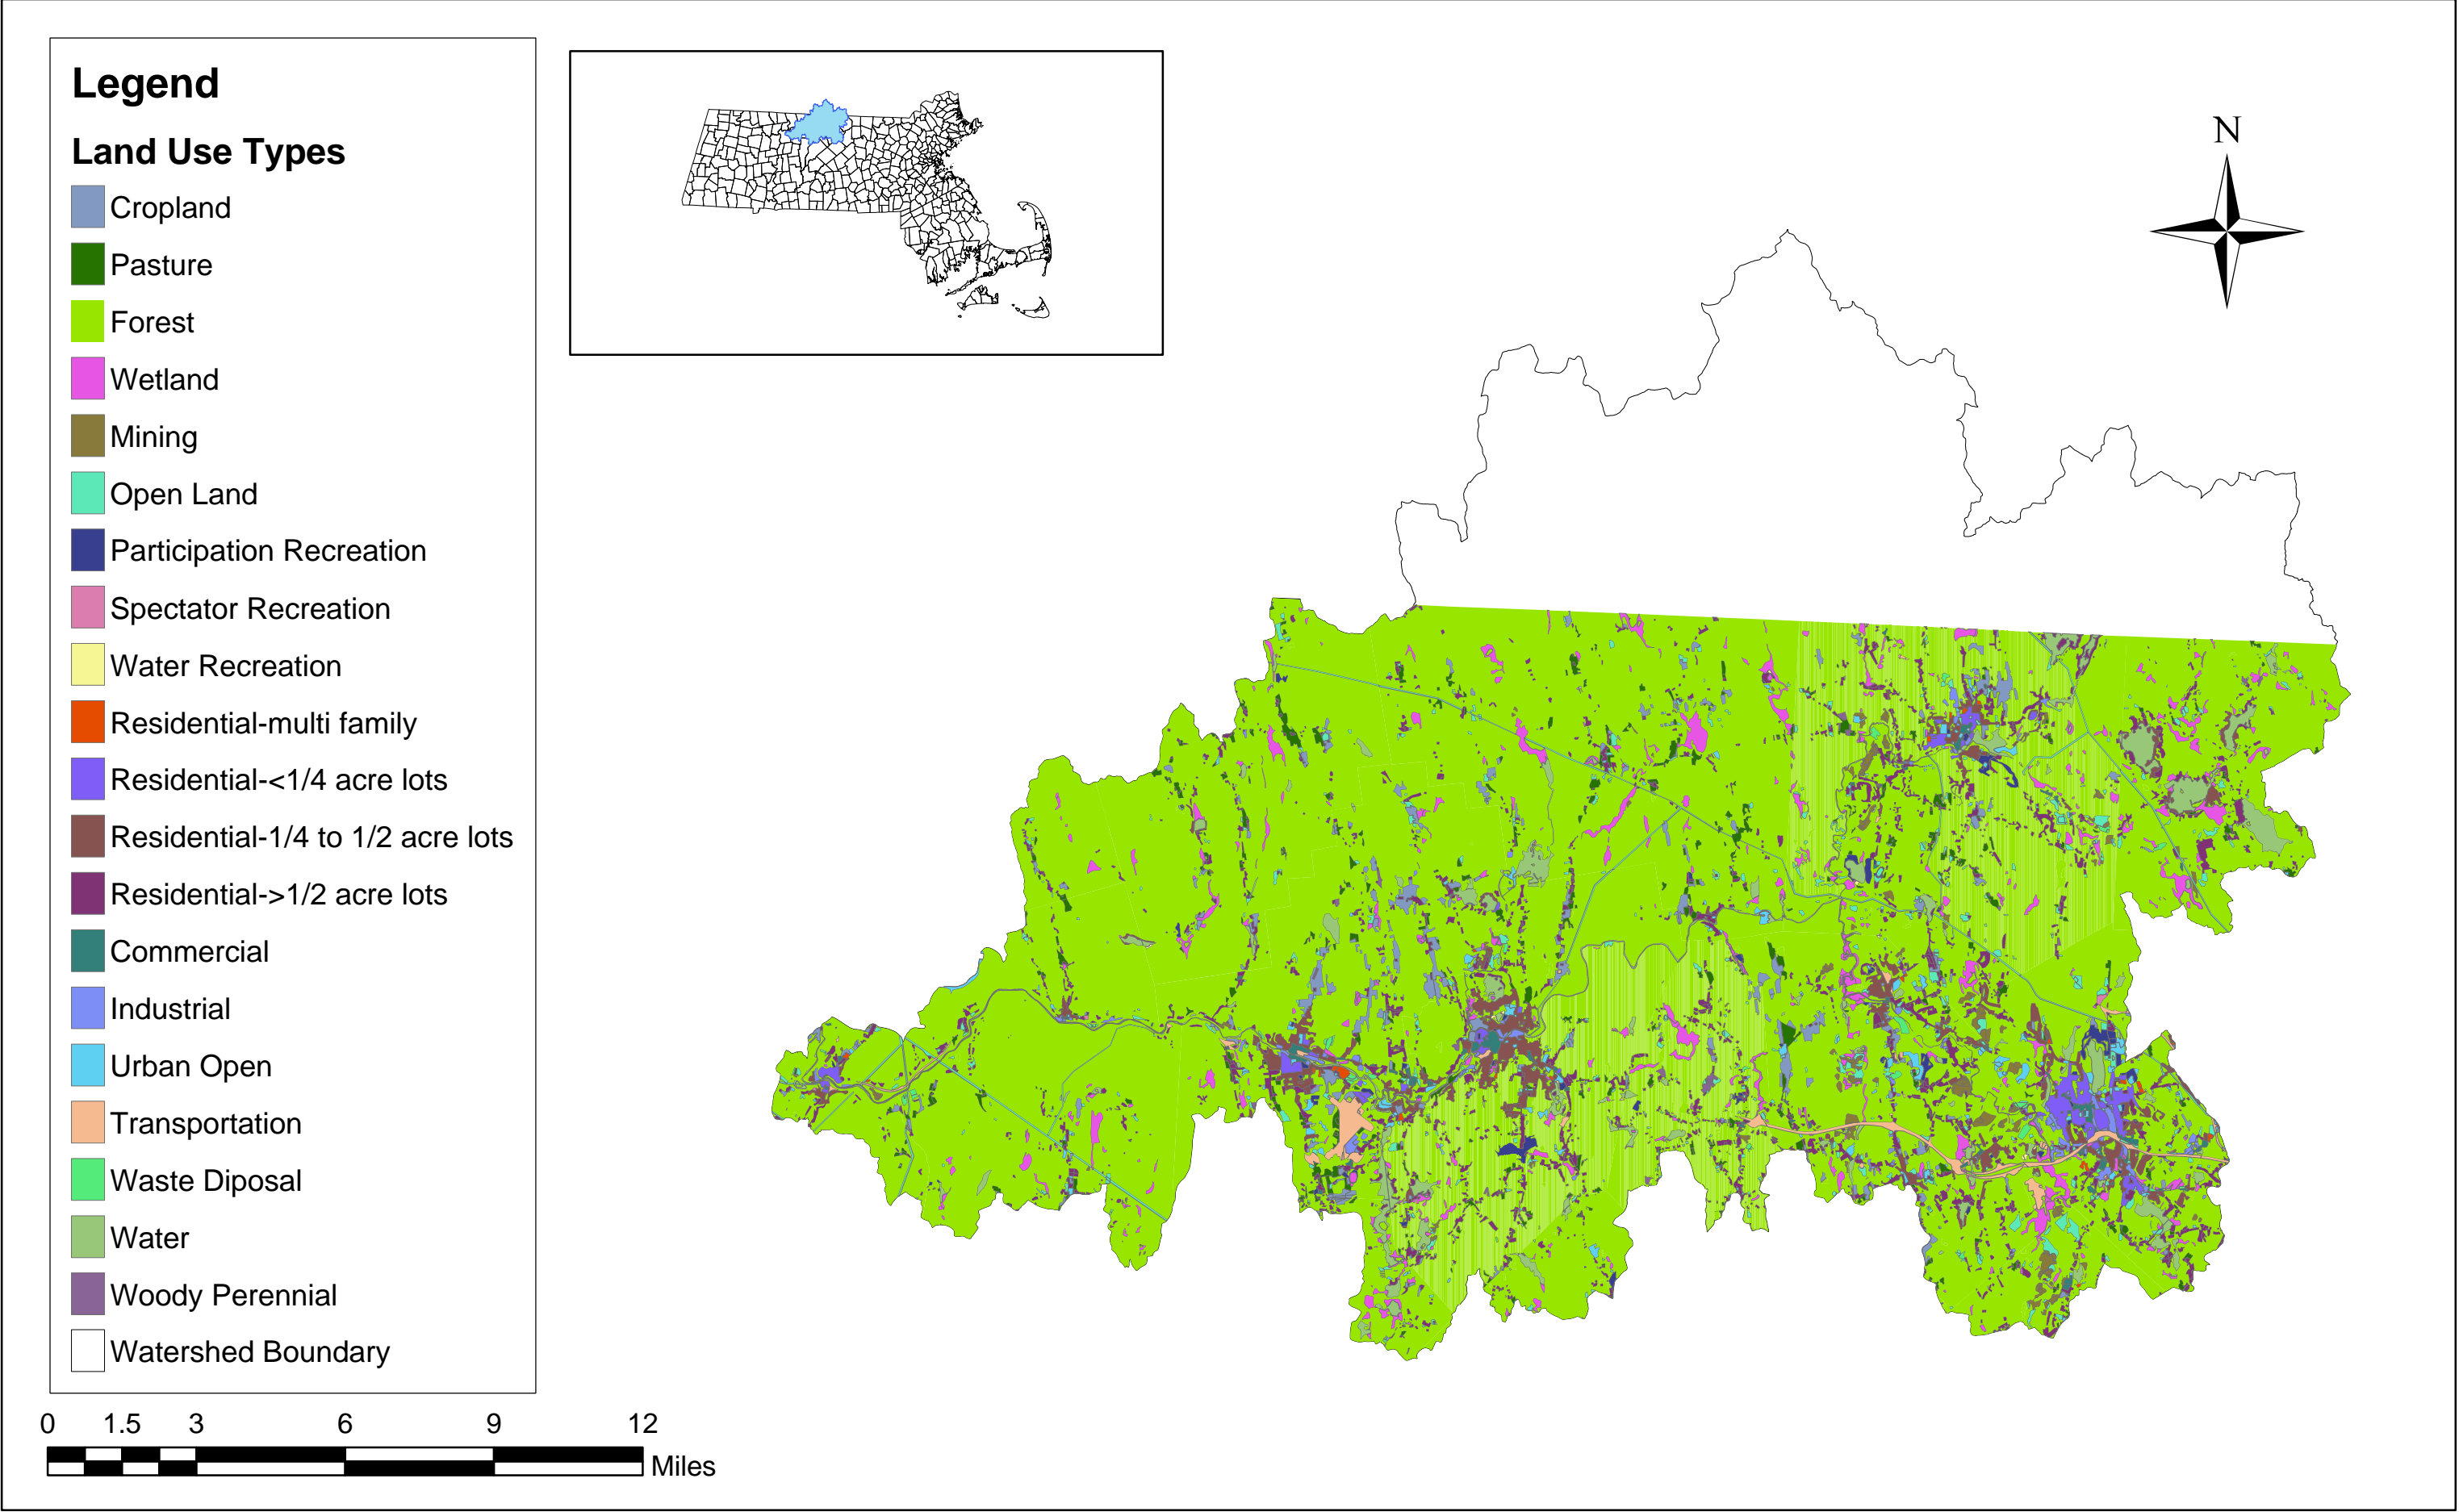 Legend
Land Use Types
Cropland
Pasture
Forest
Wetland
Mining
Open Land
Participation Recreation
Spectator Recreation
Water Recreation
Residential-multi family
Residential-<1/4 acre lots
Residential-1/4 to 1/2 acre lots
Residential->1/2 acre lots
Commercial
Industrial
Urban Open
Transportation
Waste Diposal
Water
Woody Perennial
Watershed Boundary
0 1.5 3 6 9 12
Miles
N